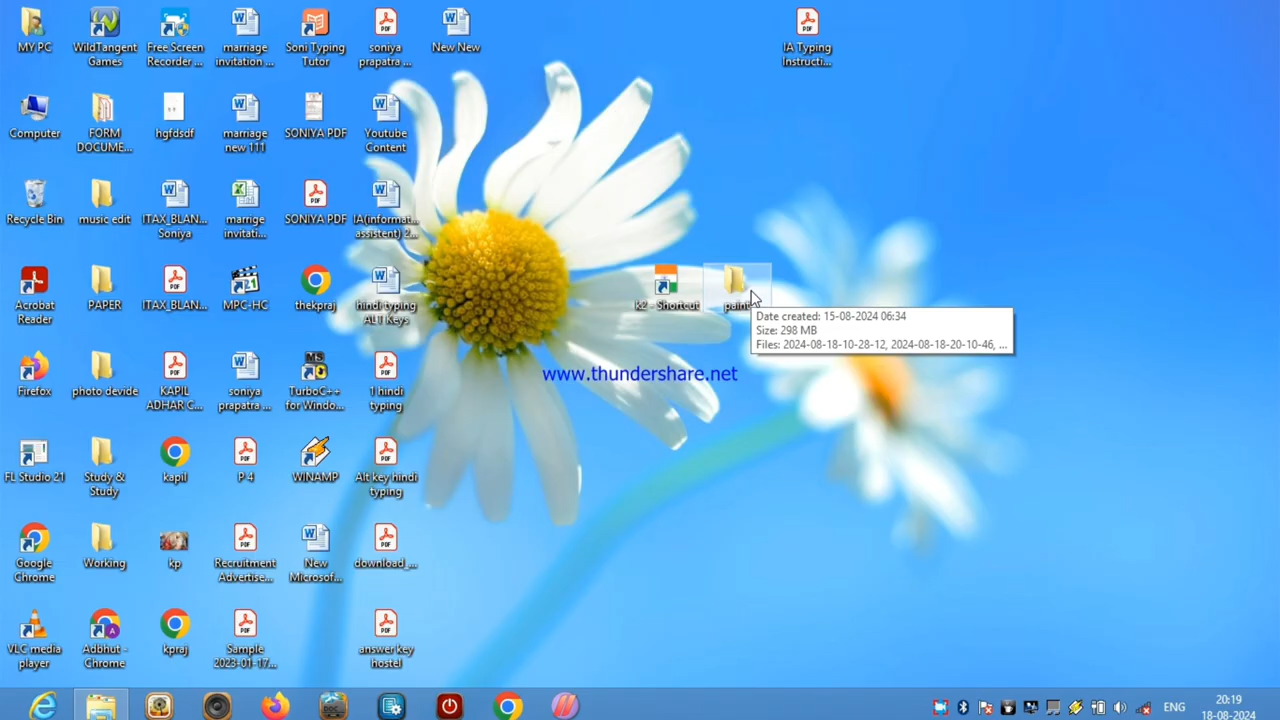 MY PC
WildTangent
Games
Free Screen
Recorder ...
marriage
invitation ...
Soni Typing
Tutor
soniya
prapatra ...
New New
IA Typing
Instructi...
Computer
FORM
DOCUME...
hgfdsdf
marriage
new 111
SONIYA PDF
Youtube
Content
Recycle Bin
music edit
ITAX_BLAN...
Soniya
marrige
invitati...
SONIYA PDF
IA(informat...
assistent) 2...
Acrobat
Reader
PAPER
ITAX_BLAN...
MPC-HC
thekpraj
hindi typing
ALT Keys
k2 - Shortcut
paint
Date created: 15-08-2024 06:34
Size: 298 MB
Files: 2024-08-18-10-28-12, 2024-08-18-20-10-46, ...
Firefox
photo devide
KAPIL
ADHAR C...
soniya
prapatra ...
TurboC++
for Windo...
1 hindi
typing
www.thundershare.net
FL Studio 21
Study &
Study
kapil
P 4
WINAMP
Alt key hindi
typing
Google
Chrome
Working
kp
Recruitment
Advertise...
New
Microsof...
download_...
VLC media
player
Adbhut -
Chrome
kpraj
Sample
2023-01-17...
answer key
hostel
ENG
20:19
18-08-2024